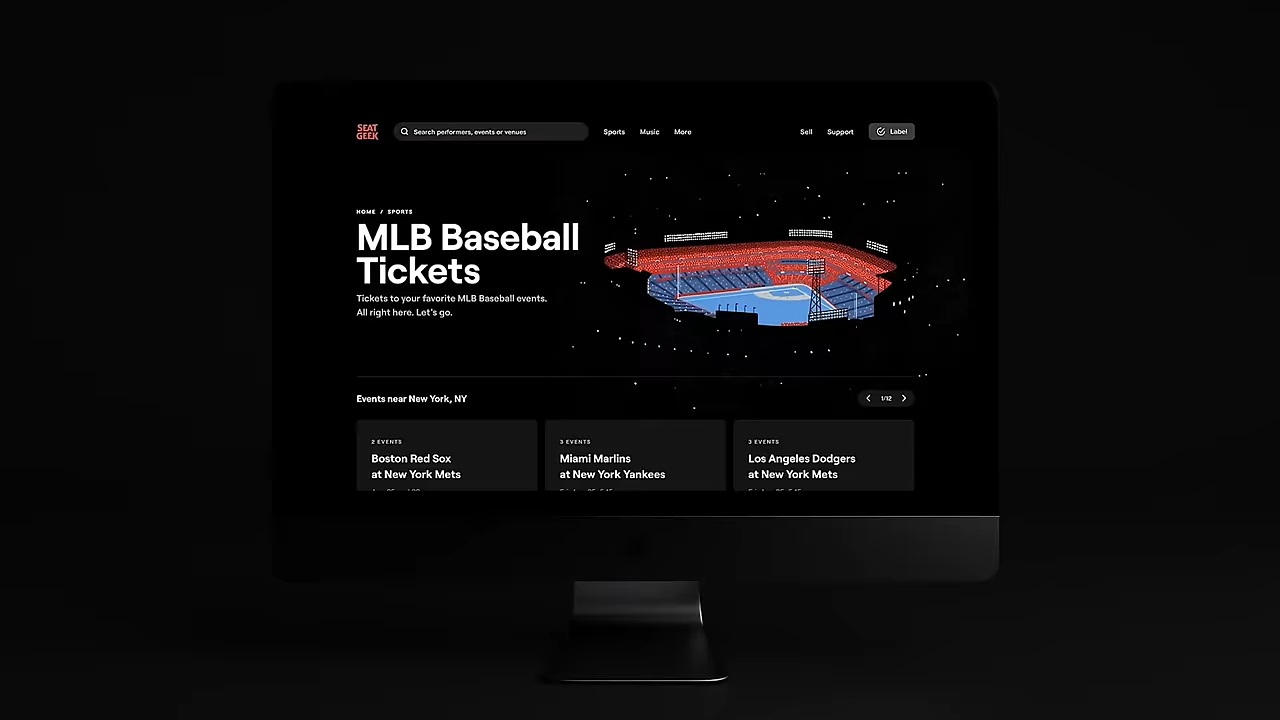 SEAT
GEEK
Search performers, events or venues
Sports
Music
More
Sell
Support
Label
HOME / SPORTS
MLB Baseball
Tickets
Tickets to your favorite MLB Baseball events.
All right here. Let's go.
Events near New York, NY
1/12
2 EVENTS
Boston Red Sox
at New York Mets
3 EVENTS
Miami Marlins
at New York Yankees
3 EVENTS
Los Angeles Dodgers
at New York Mets